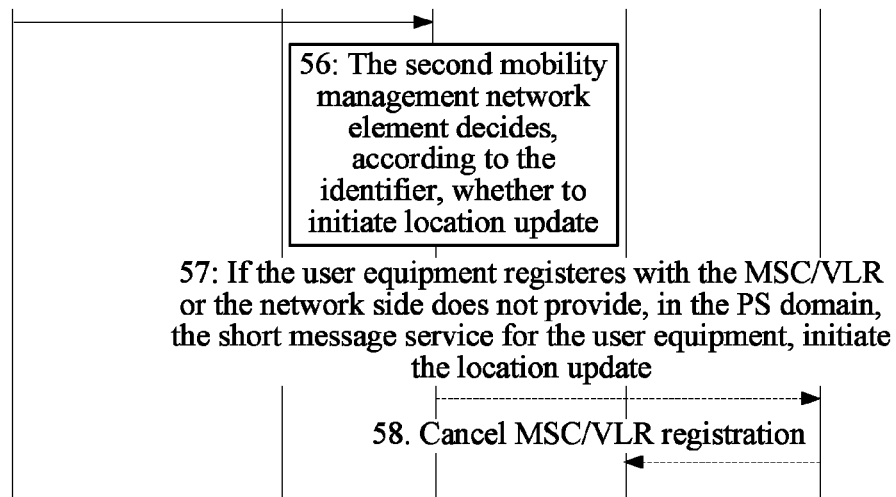 56: The second mobility
management network
element decides,
according to the
identifier, whether to
initiate location update
57: If the user equipment registeres with the MSC/VLR
or the network side does not provide, in the PS domain,
the short message service for the user equipment, initiate
the location update
58. Cancel MSC/VLR registration